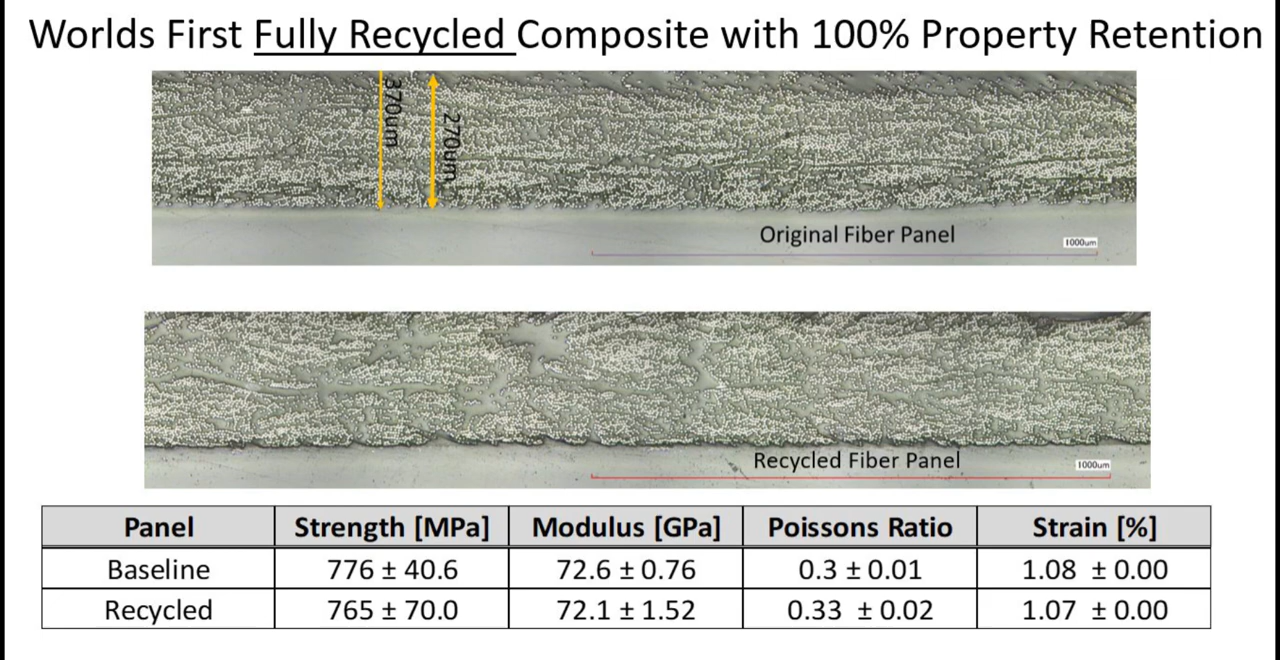 Worlds First Fully Recycled Composite with 100% Property Retention
370um
270um
Original Fiber Panel
1000um
Recycled Fiber Panel
1000um
Panel Strength [MPa] Modulus [GPa] Poissons Ratio Strain [%]
Baseline 776 ± 40.6 72.6 ± 0.76 0.3 ± 0.01 1.08 ± 0.00
Recycled 765 ± 70.0 72.1 ± 1.52 0.33 ± 0.02 1.07 ± 0.00